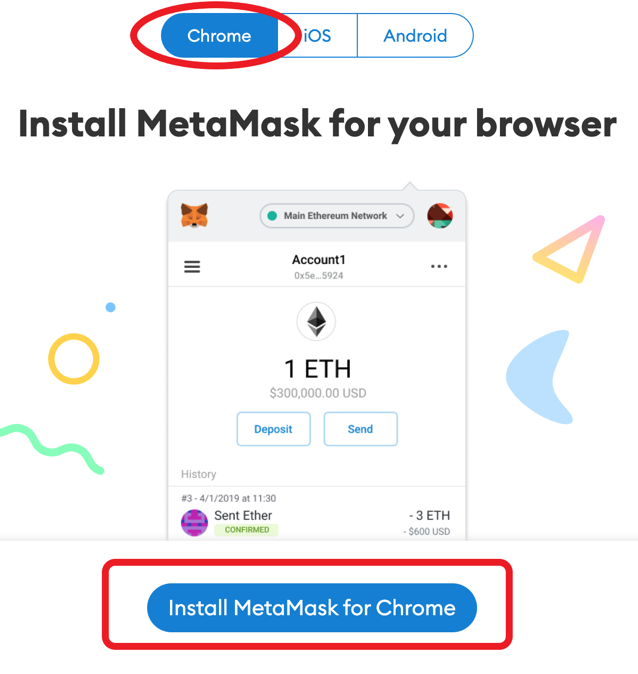 Chrome
iOS
Android
Install MetaMask for your browser
Main Ethereum Network
Account1
0x5e...5924
1 ETH
$300,000.00 USD
Deposit
Send
History
#3 - 4/1/2019 at 11:30
Sent Ether
- 3 ETH
CONFIRMED
- $600 USD
Install MetaMask for Chrome